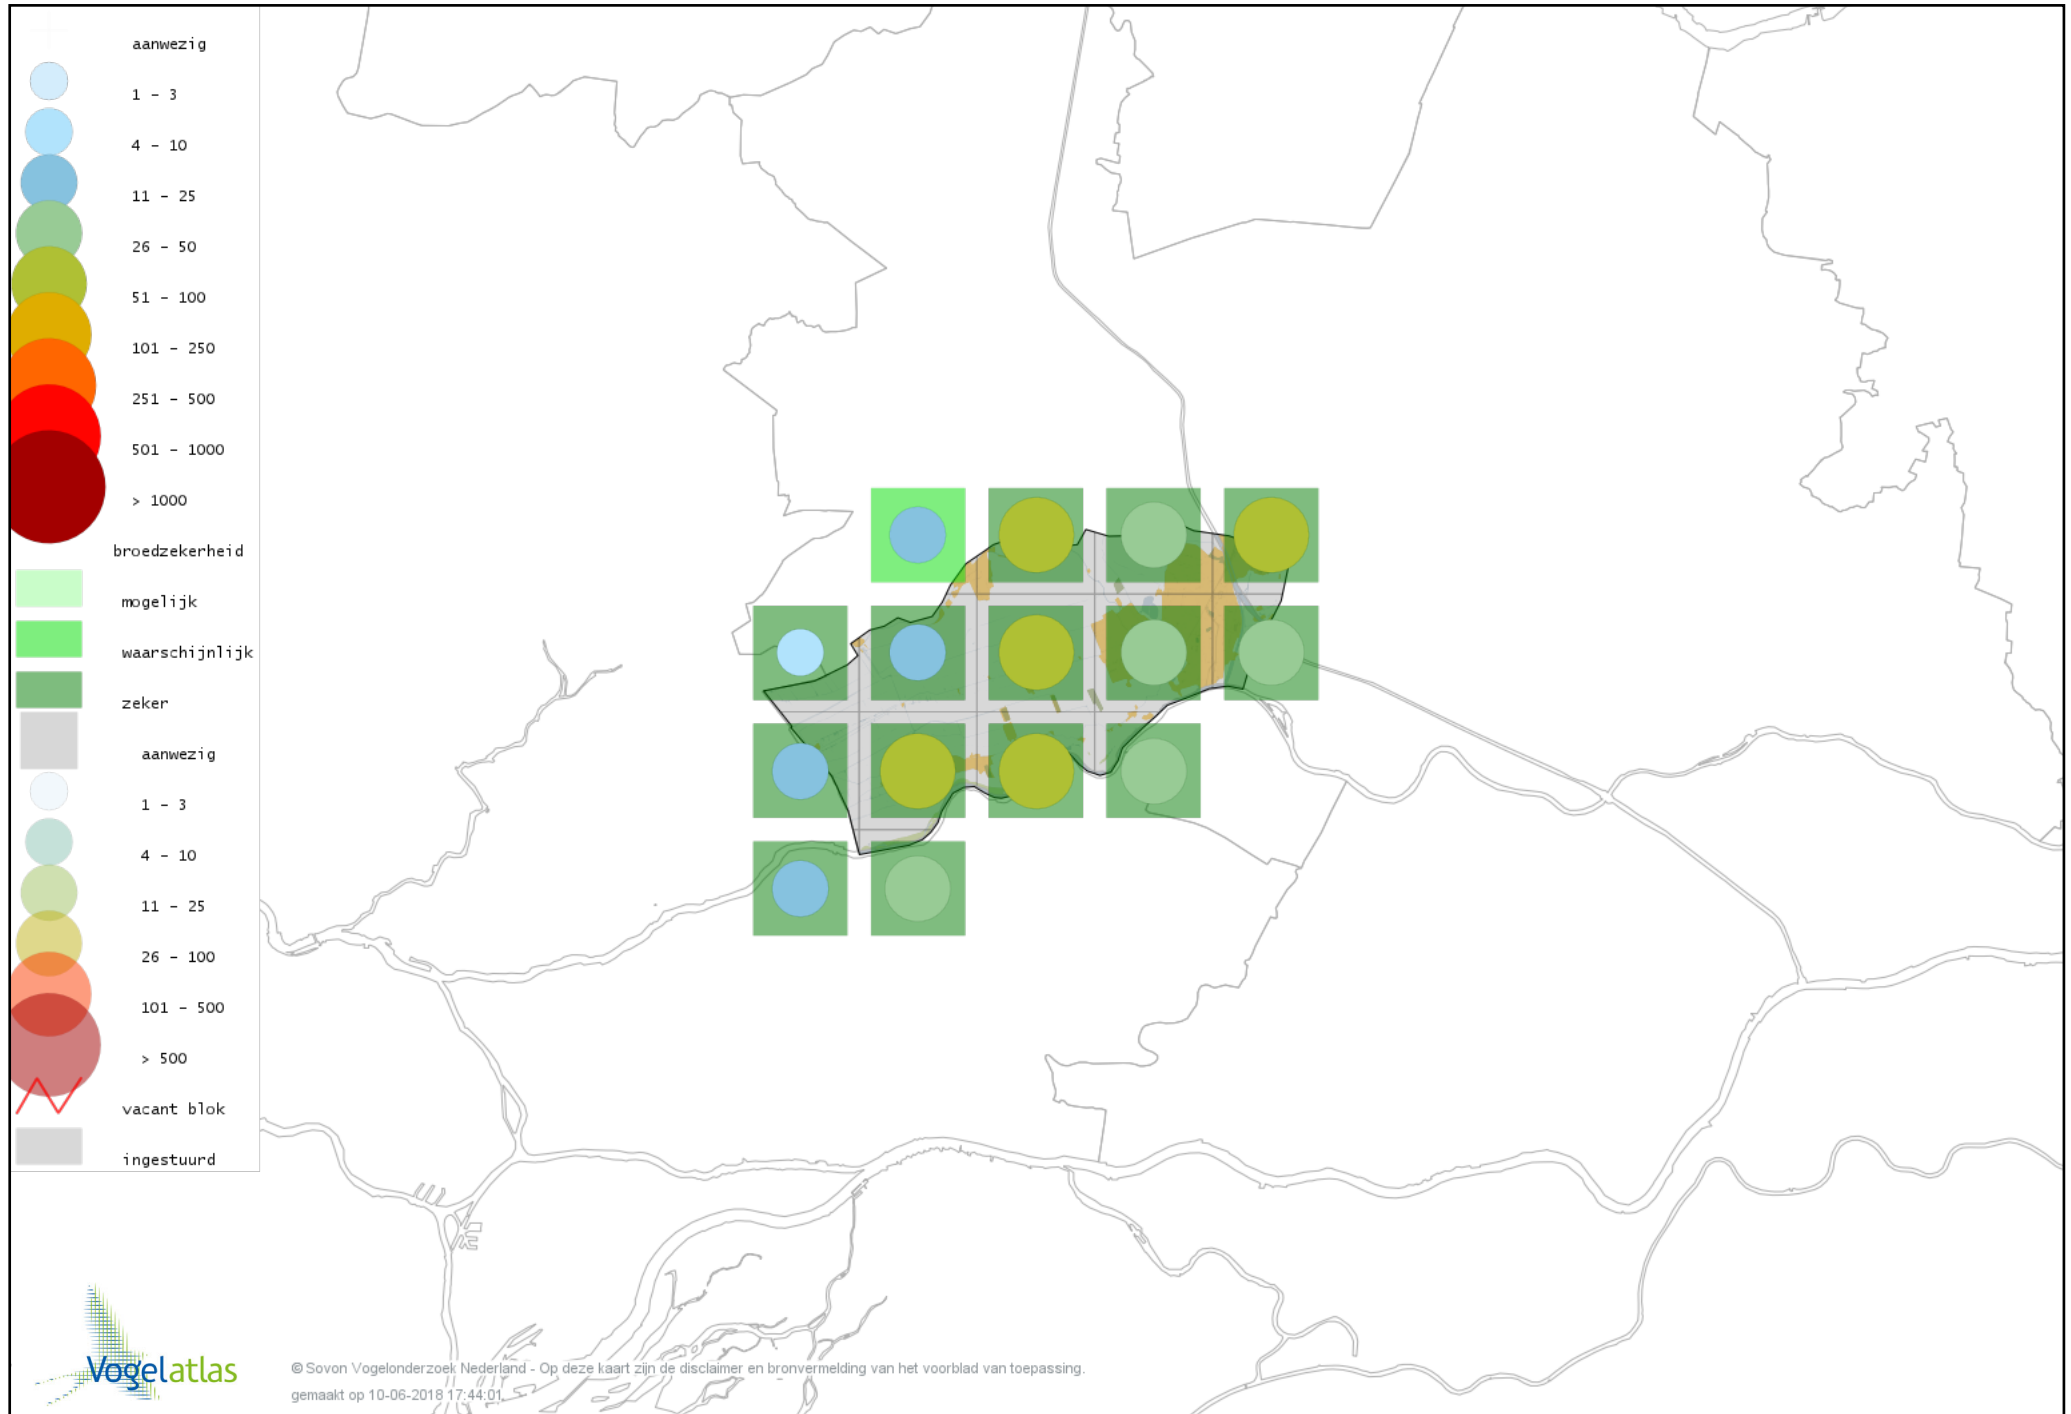 aanwezig
1 - 3
4 - 10
11 - 25
26 - 50
51 - 100
101 - 250
251 - 500
501 - 1000
> 1000
broedzekerheid
mogelijk
waarschijnlijk
zeker
aanwezig
1 - 3
4 - 10
11 - 25
26 - 100
101 - 500
> 500
vacant blok
ingestuurd
Vogelatlas
© Sovon Vogelonderzoek Nederland - Op deze kaart zijn de disclaimer en bronvermelding van het voorblad van toepassing.
gemaakt op 10-06-2018 17:44:01